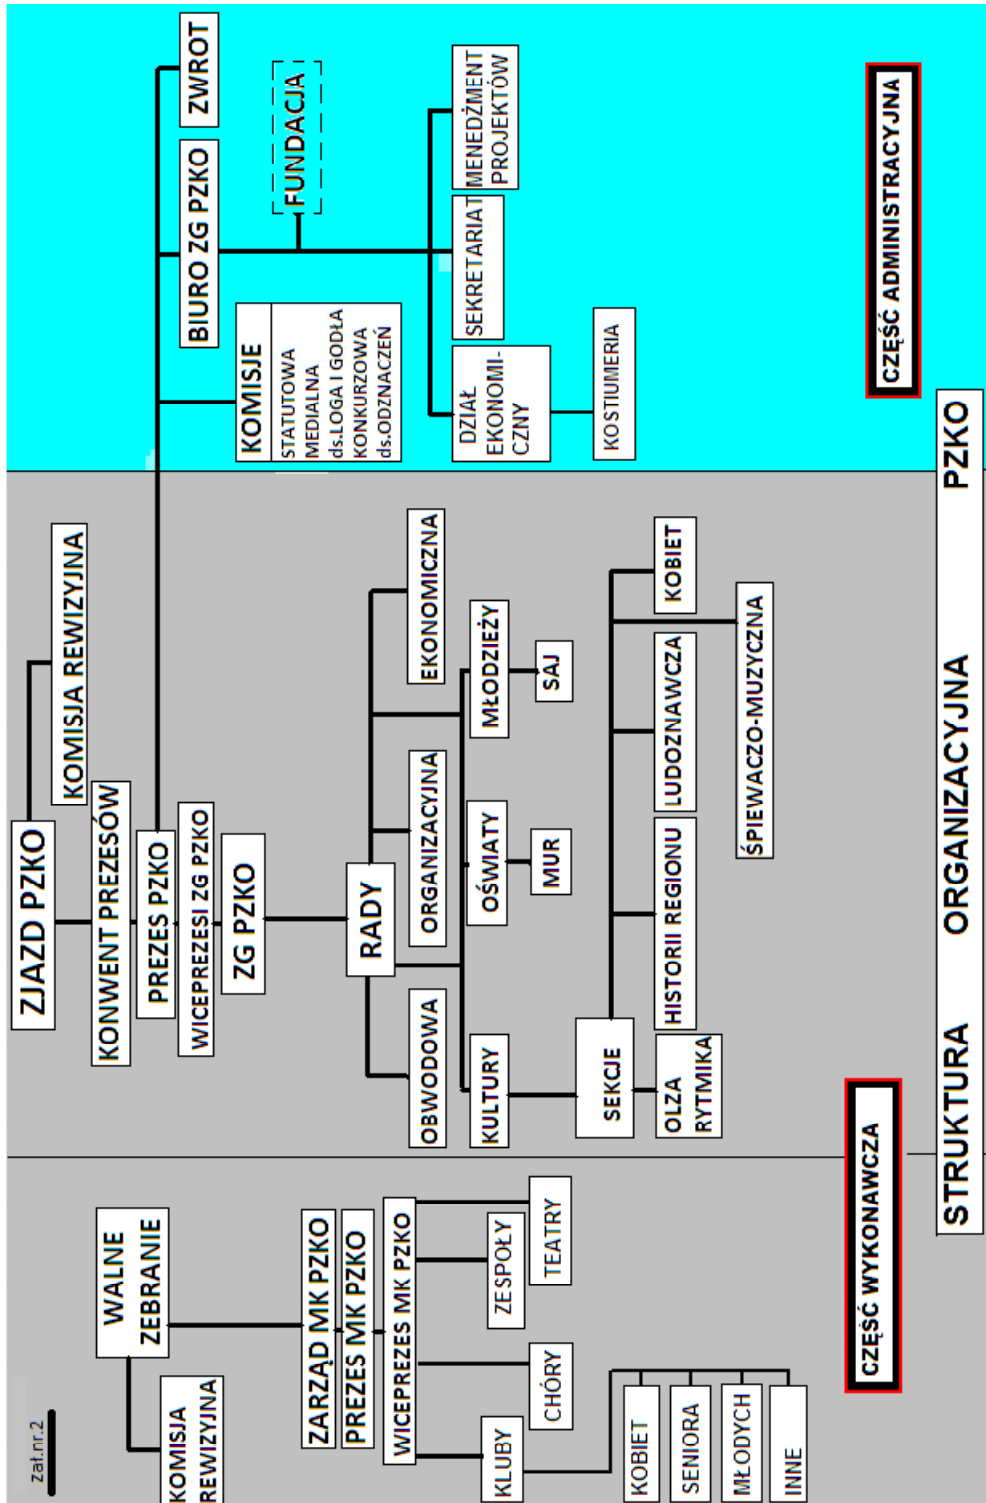 zał.nr.2
WALNE
ZEBRANIE
KOMISJA
REWIZYJNA
ZARZĄD MK PZKO
PREZES MK PZKO
WICEPREZES MK PZKO
KLUBY
CHÓRY
ZESPOŁY
TEATRY
KOBIET
SENIORA
MŁODYCH
INNE
CZĘŚĆ WYKONAWCZA
ZJAZD PZKO
KOMISJA REWIZYJNA
KONWENT PREZESÓW
PREZES PZKO
WICEPREZESI ZG PZKO
ZG PZKO
RADY
OBWODOWA
ORGANIZACYJNA
EKONOMICZNA
KULTURY
OŚWIATY
MŁODZIEŻY
MUR
SAJ
SEKCJE
OLZA
RYTMIKA
HISTORII REGIONU
LUDOZNAWCZA
KOBIET
ŚPIEWACZO-MUZYCZNA
ZWROT
BIURO ZG PZKO
FUNDACJA
KOMISJE
STATUTOWA
MEDIALNA
ds.LOGA I GODŁA
KONKURZOWA
ds.ODZNACZEŃ
DZIAŁ
EKONOMI-
CZNY
SEKRETARIAT
MENEDŻMENT
PROJEKTÓW
KOSTIUMERIA
CZĘŚĆ ADMINISTRACYJNA
STRUKTURA ORGANIZACYJNA PZKO